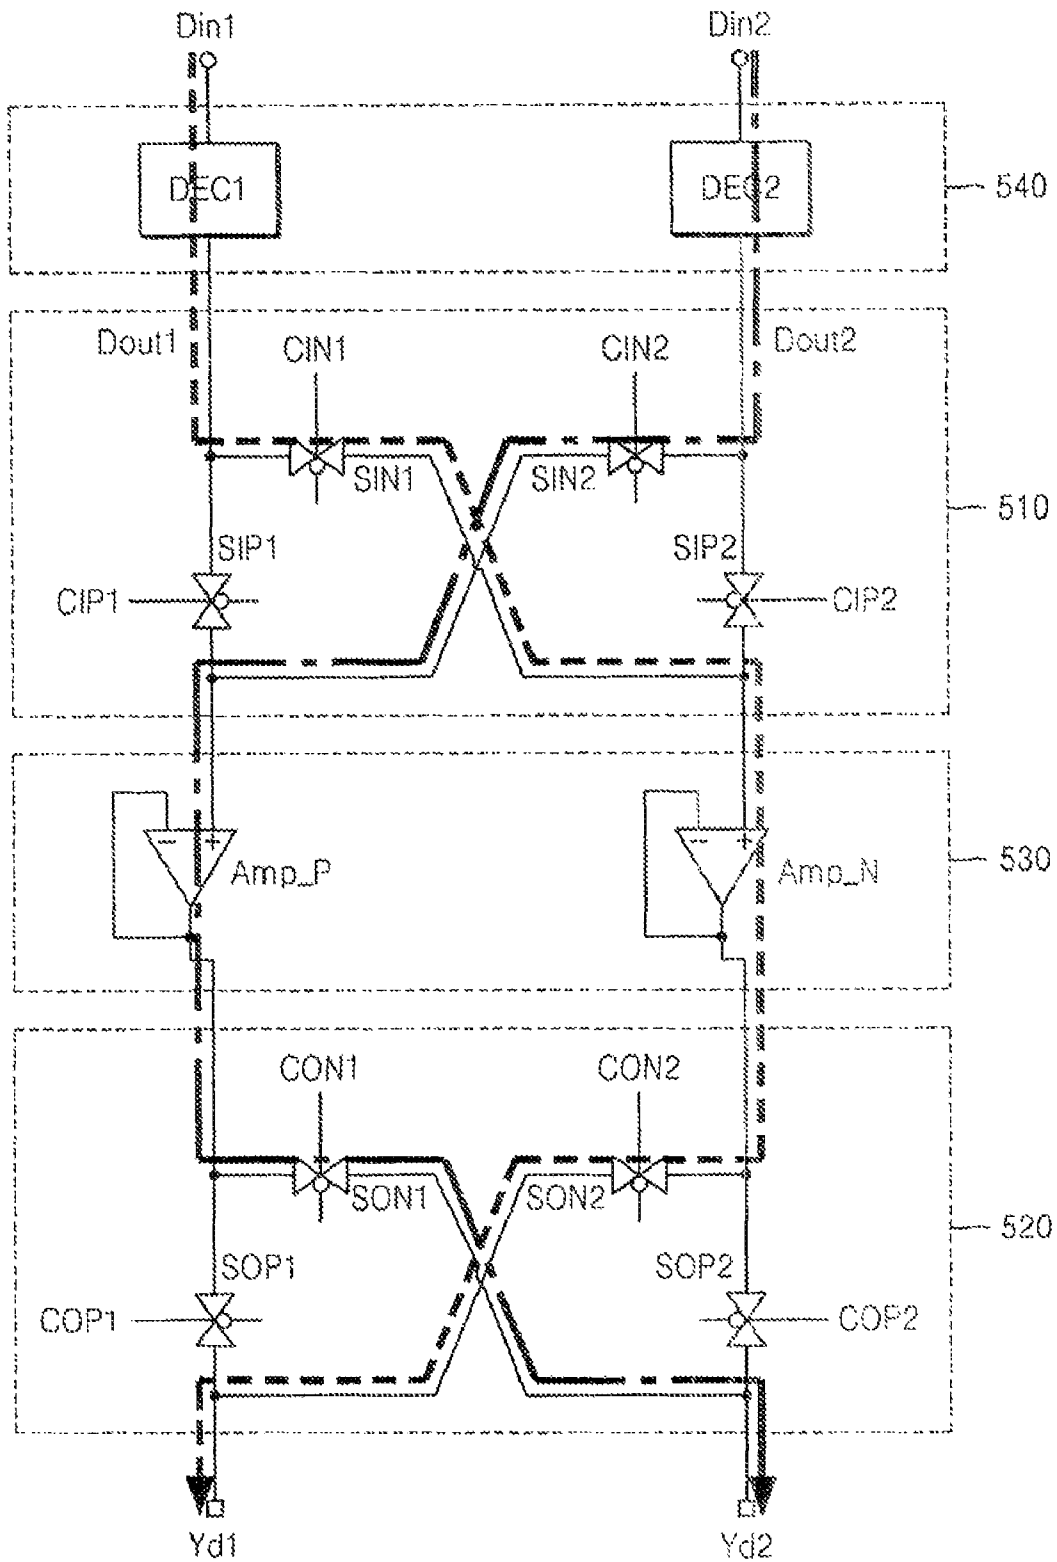 Din1 Din2
DEC1 DEC2 540
Dout1 Dout2
CIN1 CIN2
SIN1 SIN2
510
SIP1 SIP2
CIP1 CIP2
- + - +
Amp_P Amp_N 530
CON1 CON2
SON1 SON2
520
SOP1 SOP2
COP1 COP2
Yd1 Yd2